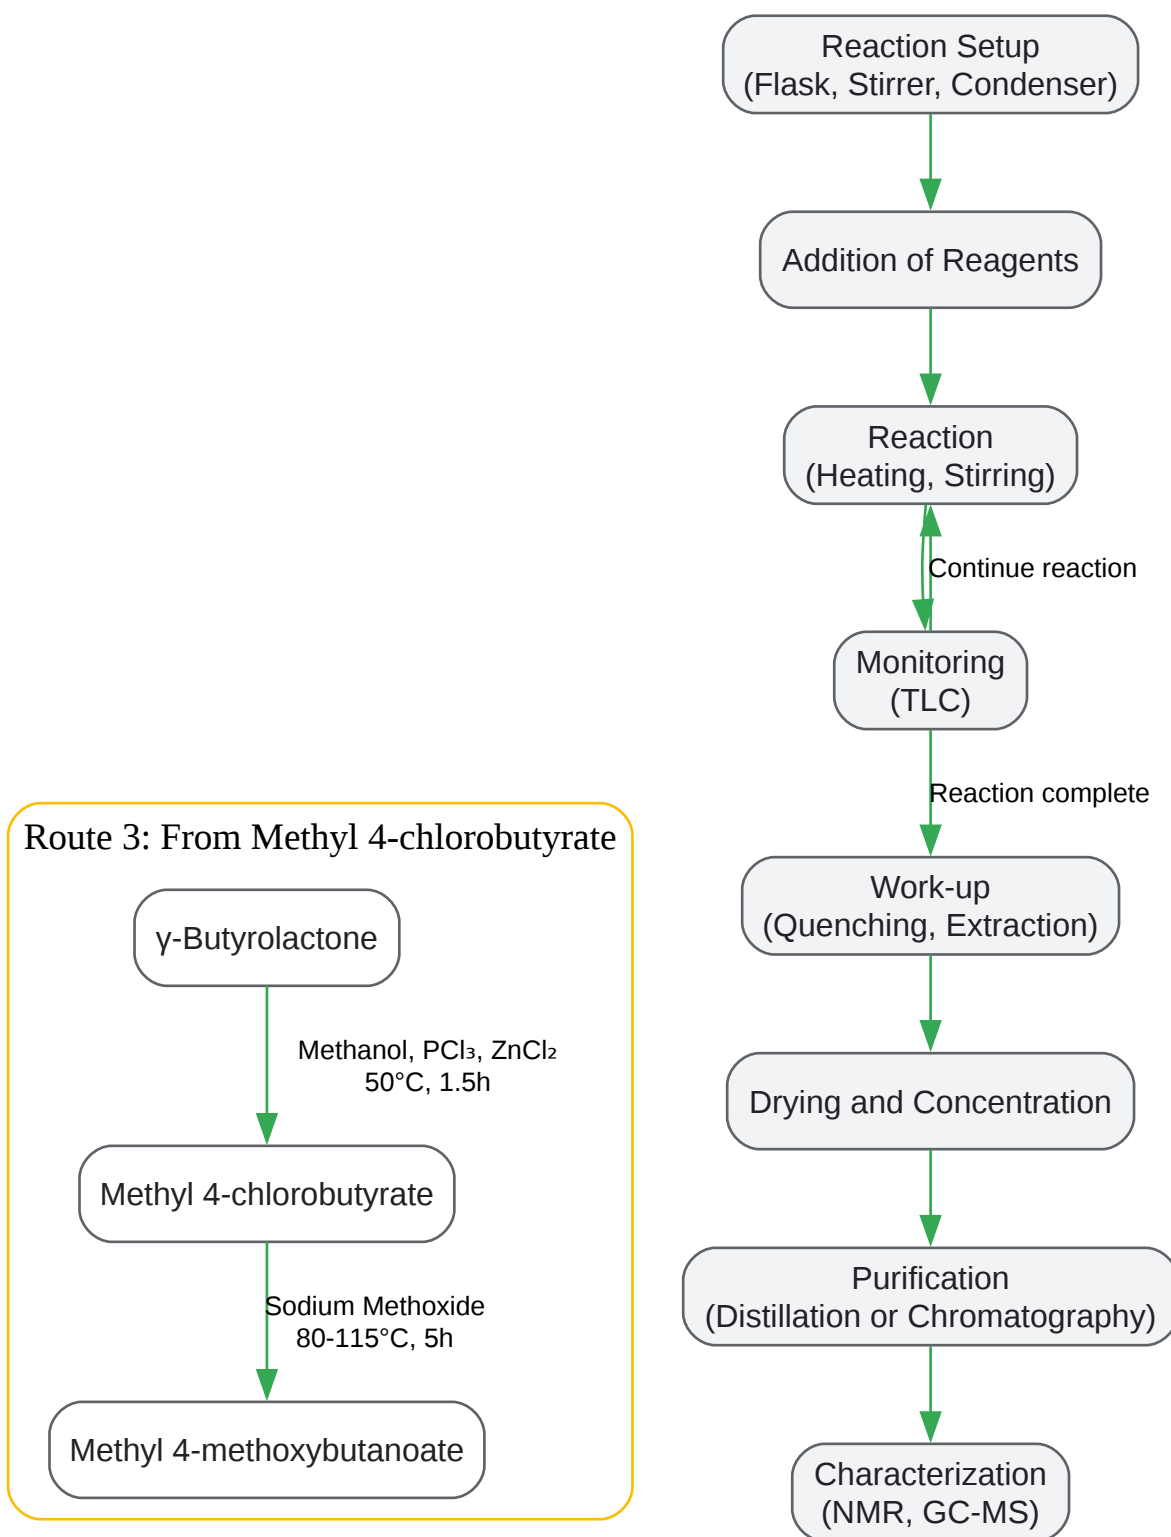 Reaction Setup
(Flask, Stirrer, Condenser)
Addition of Reagents
Reaction
(Heating, Stirring)
Continue reaction
Monitoring
(TLC)
Reaction complete
Work-up
(Quenching, Extraction)
Drying and Concentration
Purification
(Distillation or Chromatography)
Characterization
(NMR, GC-MS)
Route 3: From Methyl 4-chlorobutyrate
γ-Butyrolactone
Methanol, PCl₃, ZnCl₂
50°C, 1.5h
Methyl 4-chlorobutyrate
Sodium Methoxide
80-115°C, 5h
Methyl 4-methoxybutanoate